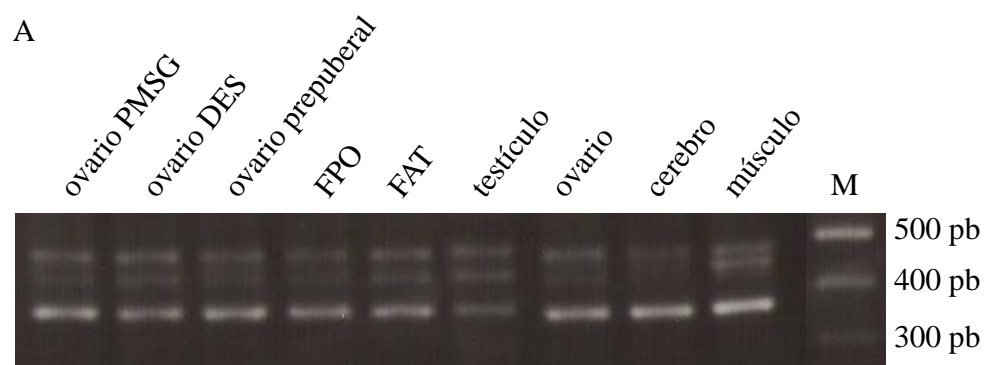 A
ovario PMSG
ovario DES
ovario prepuberal
FPO
FAT
testículo
ovario
cerebro
músculo
M
500 pb
400 pb
300 pb